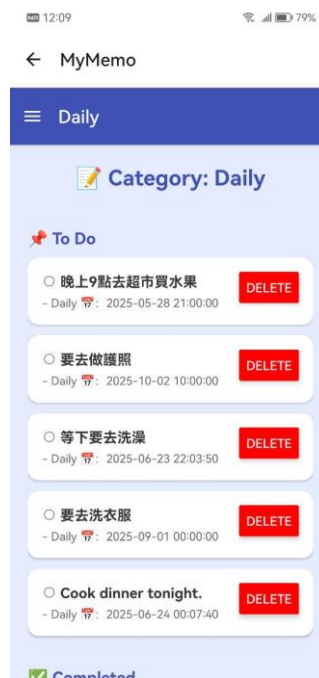 12:09 79%
← MyMemo
Daily
📝 Category: Daily
📌 To Do
晚上9點去超市買水果
DELETE
- Daily 📅: 2025-05-28 21:00:00
要去做護照
DELETE
- Daily 📅: 2025-10-02 10:00:00
等下要去洗澡
DELETE
- Daily 📅: 2025-06-23 22:03:50
要去洗衣服
DELETE
- Daily 📅: 2025-09-01 00:00:00
Cook dinner tonight.
DELETE
- Daily 📅: 2025-06-24 00:07:40
✅ Completed